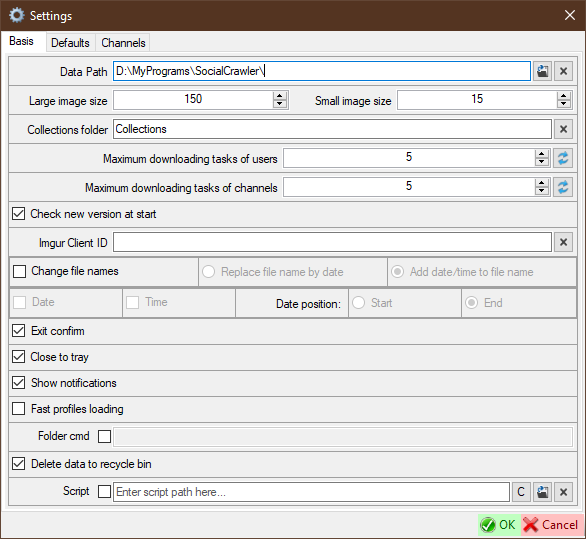 Settings
Basis Defaults Channels
Data Path D:\MyPrograms\SocialCrawler\
Large image size 150 Small image size 15
Collections folder Collections
Maximum downloading tasks of users 5
Maximum downloading tasks of channels 5
Check new version at start
Imgur Client ID
Change file names Replace file name by date Add date/time to file name
Date Time Date position: Start End
Exit confirm
Close to tray
Show notifications
Fast profiles loading
Folder cmd
Delete data to recycle bin
Script Enter script path here... C
OK Cancel